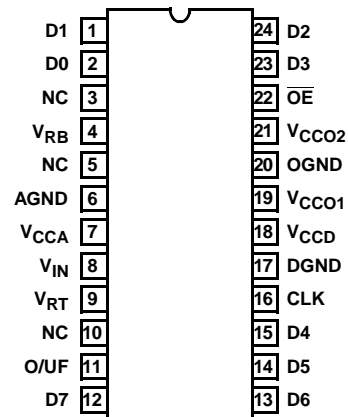 D1 1 24 D2
D0 2 23 D3
NC 3 22 OE
VRB 4 21 VCCO2
NC 5 20 OGND
AGND 6 19 VCCO1
VCCA 7 18 VCCD
VIN 8 17 DGND
VRT 9 16 CLK
NC 10 15 D4
O/UF 11 14 D5
D7 12 13 D6